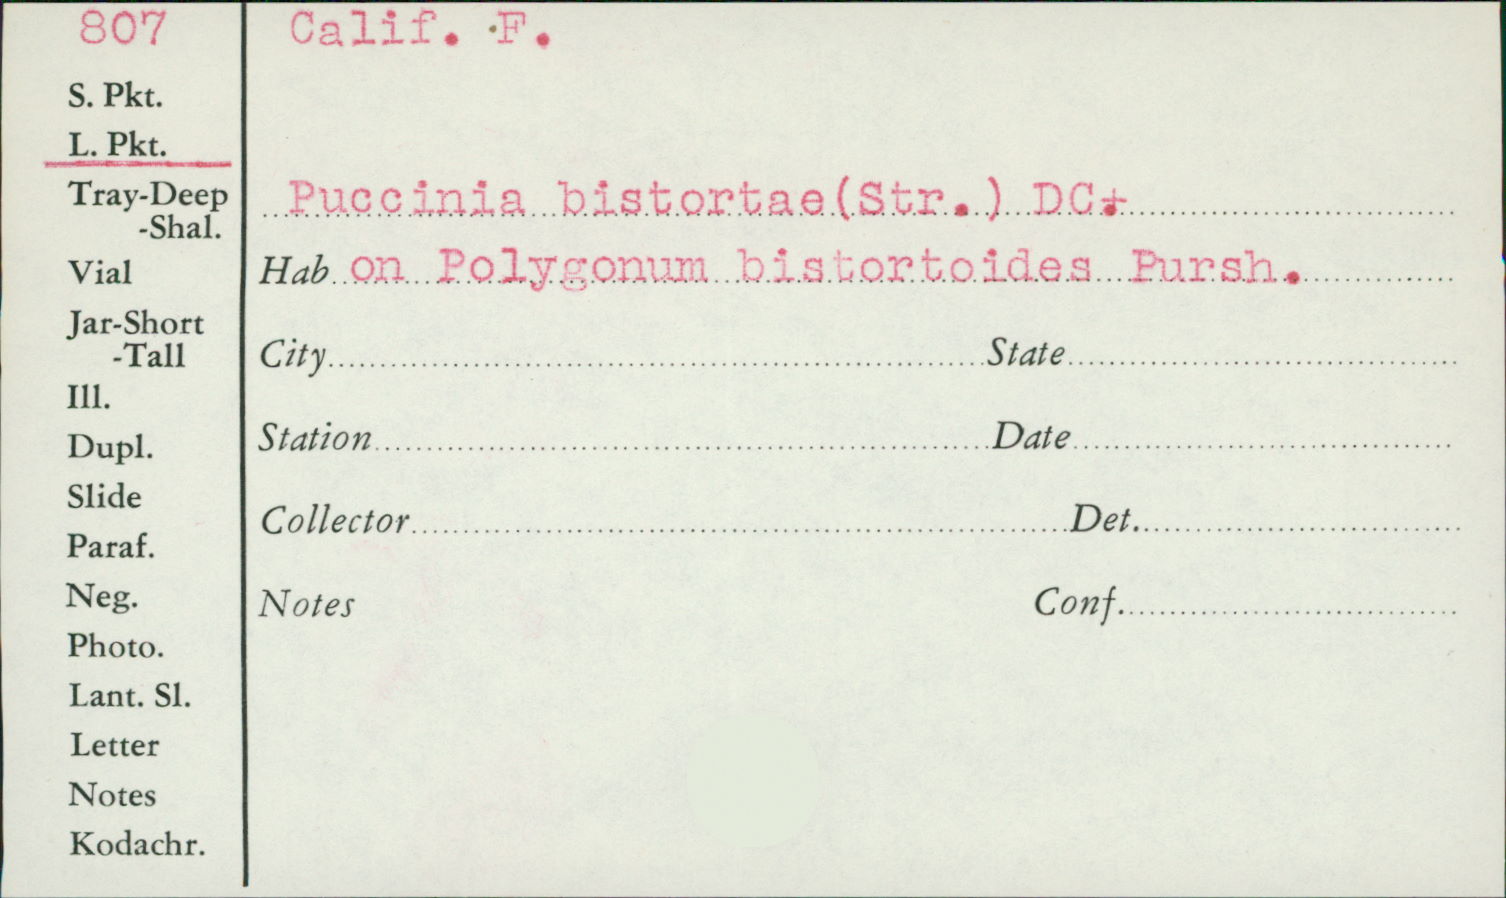 807
Calif. F.
S. Pkt.
L. Pkt.
Tray-Deep
-Shal.
Vial
Jar-Short
-Tall
Ill.
Dupl.
Slide
Paraf.
Neg.
Photo.
Lant. Sl.
Letter
Notes
Kodachr.
Puccinia bistortae(Str.) DC.
Hab on Polygonum bistortoides Pursh.
City State
Station Date
Collector Det.
Notes Conf.